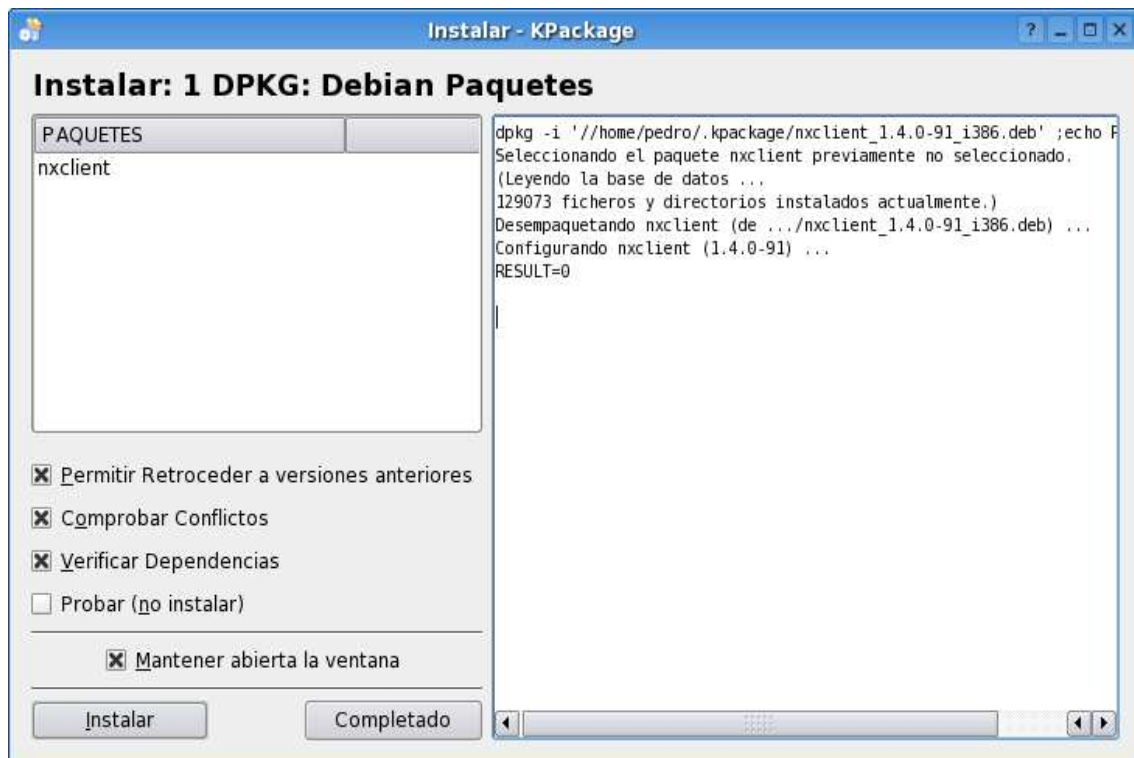 Instalar - KPackage
Instalar: 1 DPKG: Debian Paquetes
PAQUETES
nxclient
Permitir Retroceder a versiones anteriores
Comprobar Conflictos
Verificar Dependencias
Probar (no instalar)
Mantener abierta la ventana
Instalar
Completado
dpkg -i '//home/pedro/.kpackage/nxclient_1.4.0-91_i386.deb' ;echo
Seleccionando el paquete nxclient previamente no seleccionado.
(Leyendo la base de datos ...
129073 ficheros y directorios instalados actualmente.)
Desempaquetando nxclient (de .../nxclient_1.4.0-91_i386.deb) ...
Configurando nxclient (1.4.0-91) ...
RESULT=0